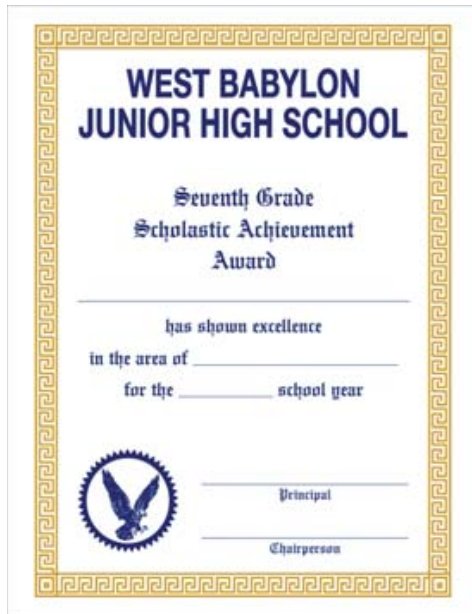 WEST BABYLON
JUNIOR HIGH SCHOOL
Seventh Grade
Scholastic Achievement
Award
has shown excellence
in the area of
for the school year
Principal
Chairperson